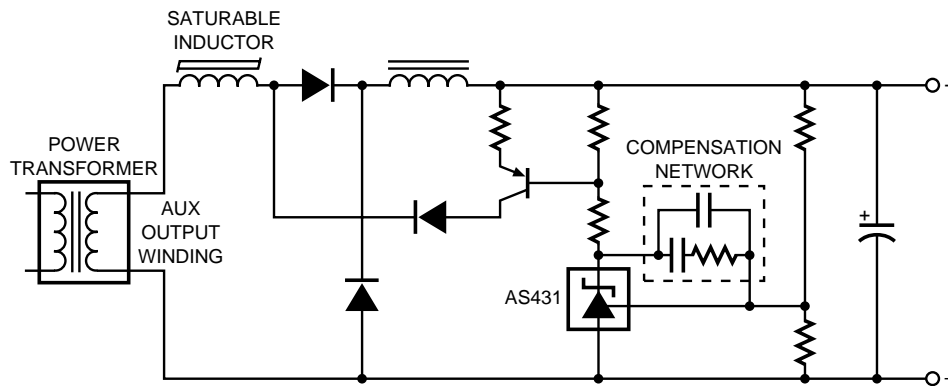 SATURABLE
INDUCTOR
POWER
TRANSFORMER
AUX
OUTPUT
WINDING
COMPENSATION
NETWORK
+
AS431